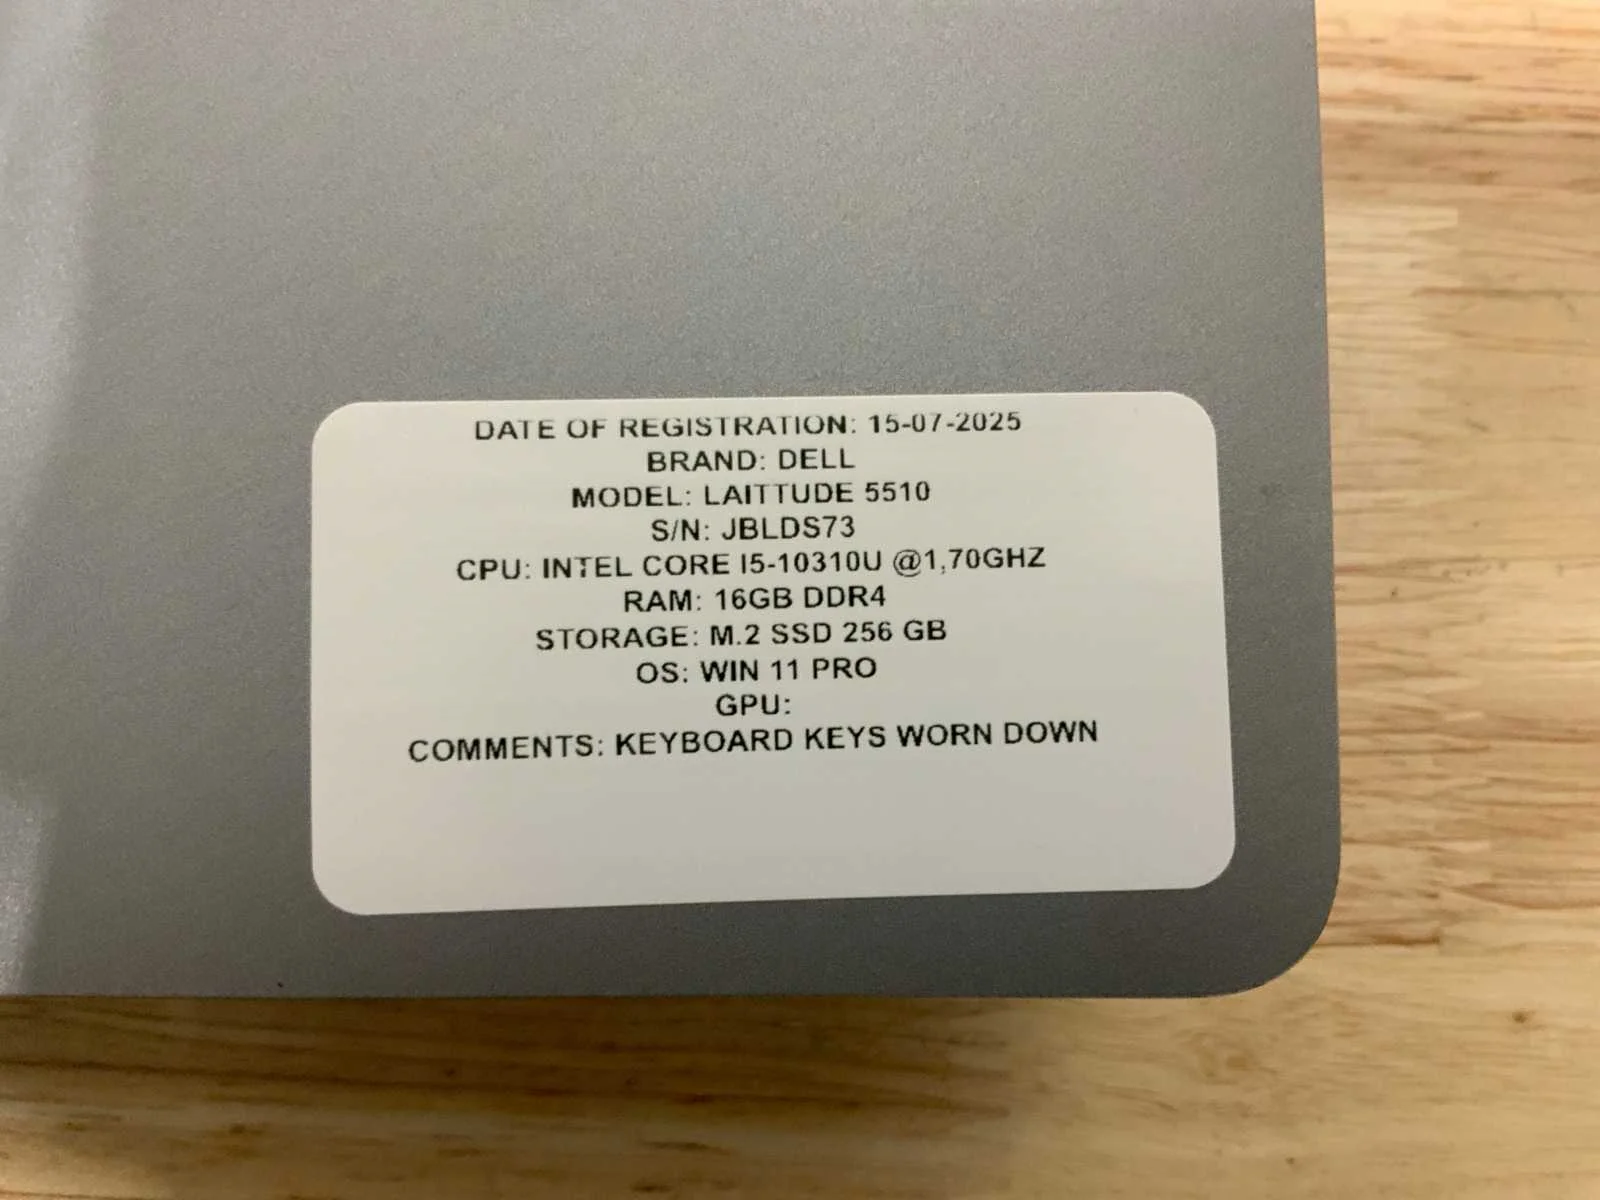 DATE OF REGISTRATION: 15-07-2025
BRAND: DELL
MODEL: LAITTUDE 5510
S/N: JBLDS73
CPU: INTEL CORE I5-10310U @1,70GHZ
RAM: 16GB DDR4
STORAGE: M.2 SSD 256 GB
OS: WIN 11 PRO
GPU:
COMMENTS: KEYBOARD KEYS WORN DOWN